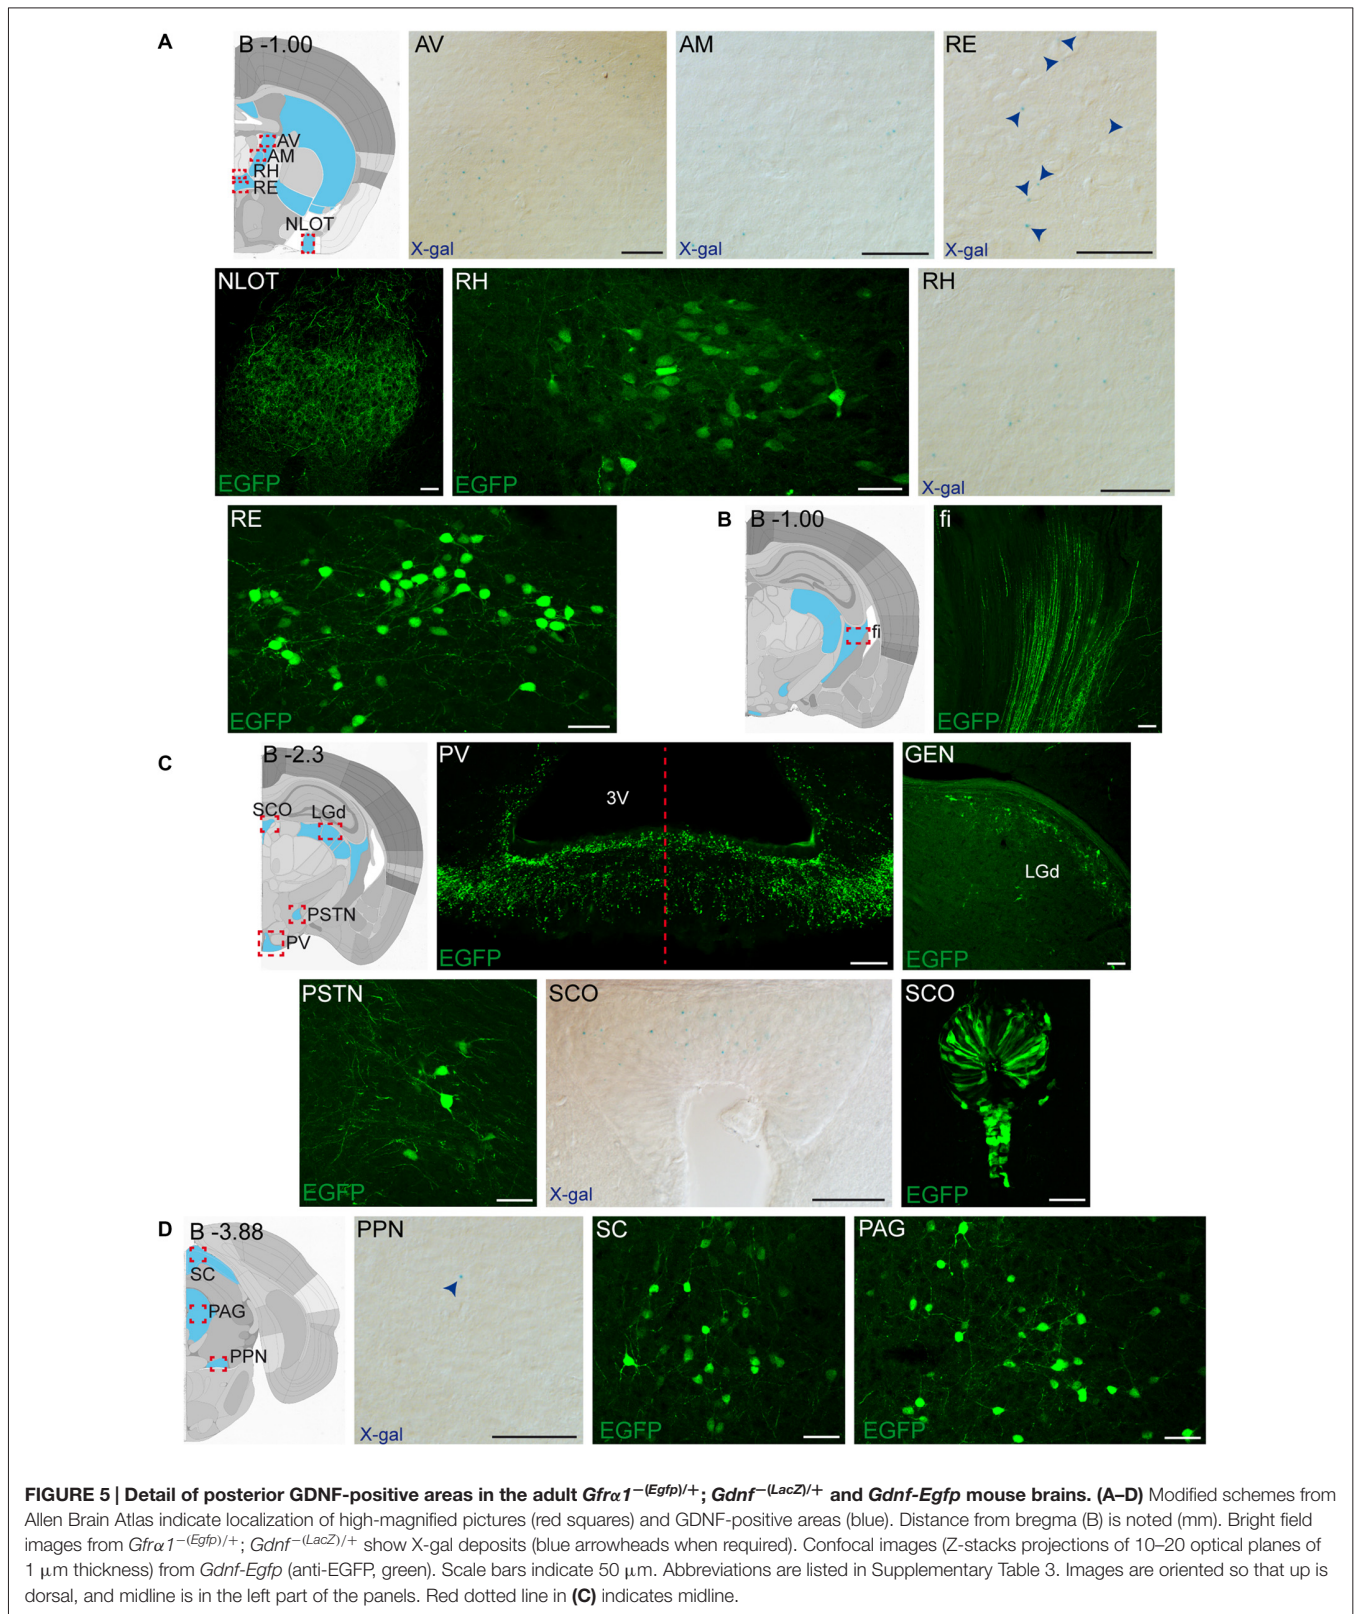 A
B -1.00
AV
AM
RH
RE
NLOT
AV
X-gal
AM
X-gal
RE
X-gal
NLOT
EGFP
RH
EGFP
RH
X-gal
RE
EGFP
B
B -1.00
fi
fi
EGFP
C
B -2.3
SCO
LGd
PSTN
PV
PV
3V
EGFP
GEN
LGd
EGFP
PSTN
EGFP
SCO
X-gal
SCO
EGFP
D
B -3.88
SC
PAG
PPN
PPN
X-gal
SC
EGFP
PAG
EGFP
FIGURE 5 | Detail of posterior GDNF-positive areas in the adult Gfrα1−(Egfp)/+; Gdnf−(LacZ)/+ and Gdnf-Egfp mouse brains. (A–D) Modified schemes from
Allen Brain Atlas indicate localization of high-magnified pictures (red squares) and GDNF-positive areas (blue). Distance from bregma (B) is noted (mm). Bright field
images from Gfrα1−(Egfp)/+; Gdnf−(LacZ)/+ show X-gal deposits (blue arrowheads when required). Confocal images (Z-stacks projections of 10–20 optical planes of
1 μm thickness) from Gdnf-Egfp (anti-EGFP, green). Scale bars indicate 50 μm. Abbreviations are listed in Supplementary Table 3. Images are oriented so that up is
dorsal, and midline is in the left part of the panels. Red dotted line in (C) indicates midline.